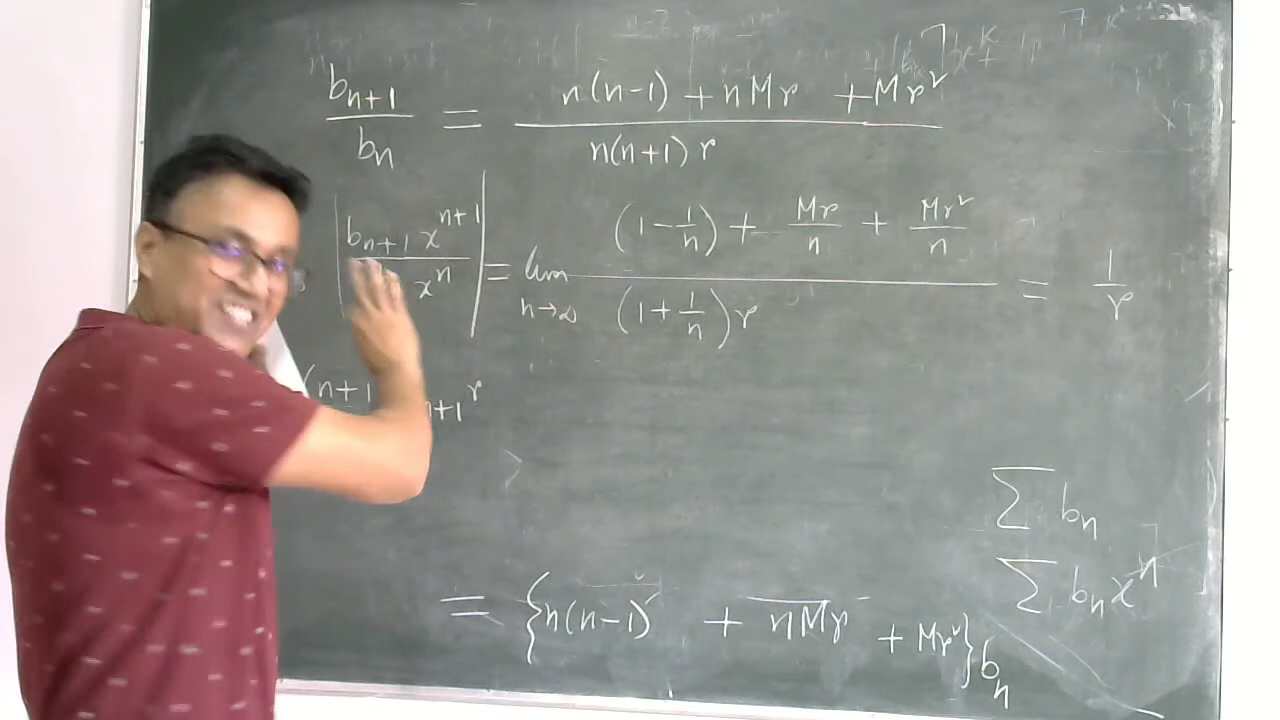 b_{n+1} / b_n = (n(n-1) + nMr + Mr²) / (n(n+1) r)
| b_{n+1} x^{n+1} / x^n | = lim_{n→∞} ((1 - 1/n) + Mr/n + Mr²/n) / ((1 + 1/n) r) = 1/r
(n+1 n+1 r
Σ b_n
Σ b_n x^n
= {n(n-1) + nMr + Mr²} b_n